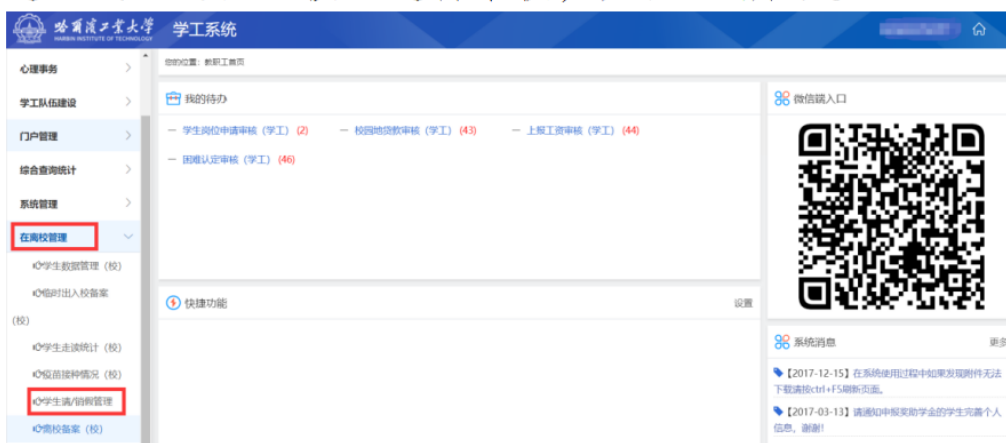 哈爾濱工業大學
HARBIN INSTITUTE OF TECHNOLOGY
学工系统
心理事务
学工队伍建设
门户管理
综合查询统计
系统管理
在离校管理
学生数据管理（校）
临时出入校备案
(校)
学生走读统计（校）
疫苗接种情况（校）
学生请/销假管理
离校备案（校）
您的位置：教职工首页
我的待办
— 学生岗位申请审核（学工）(2) — 校园地贷款审核（学工）(43) — 上报工资审核（学工）(44)
— 困难认定审核（学工）(46)
快捷功能
设置
微信端入口
系统消息
更多
【2017-12-15】在系统使用过程中如果发现附件无法
下载请按ctrl+F5刷新页面。
【2017-03-13】请通知申报奖助学金的学生完善个人
信息，谢谢！